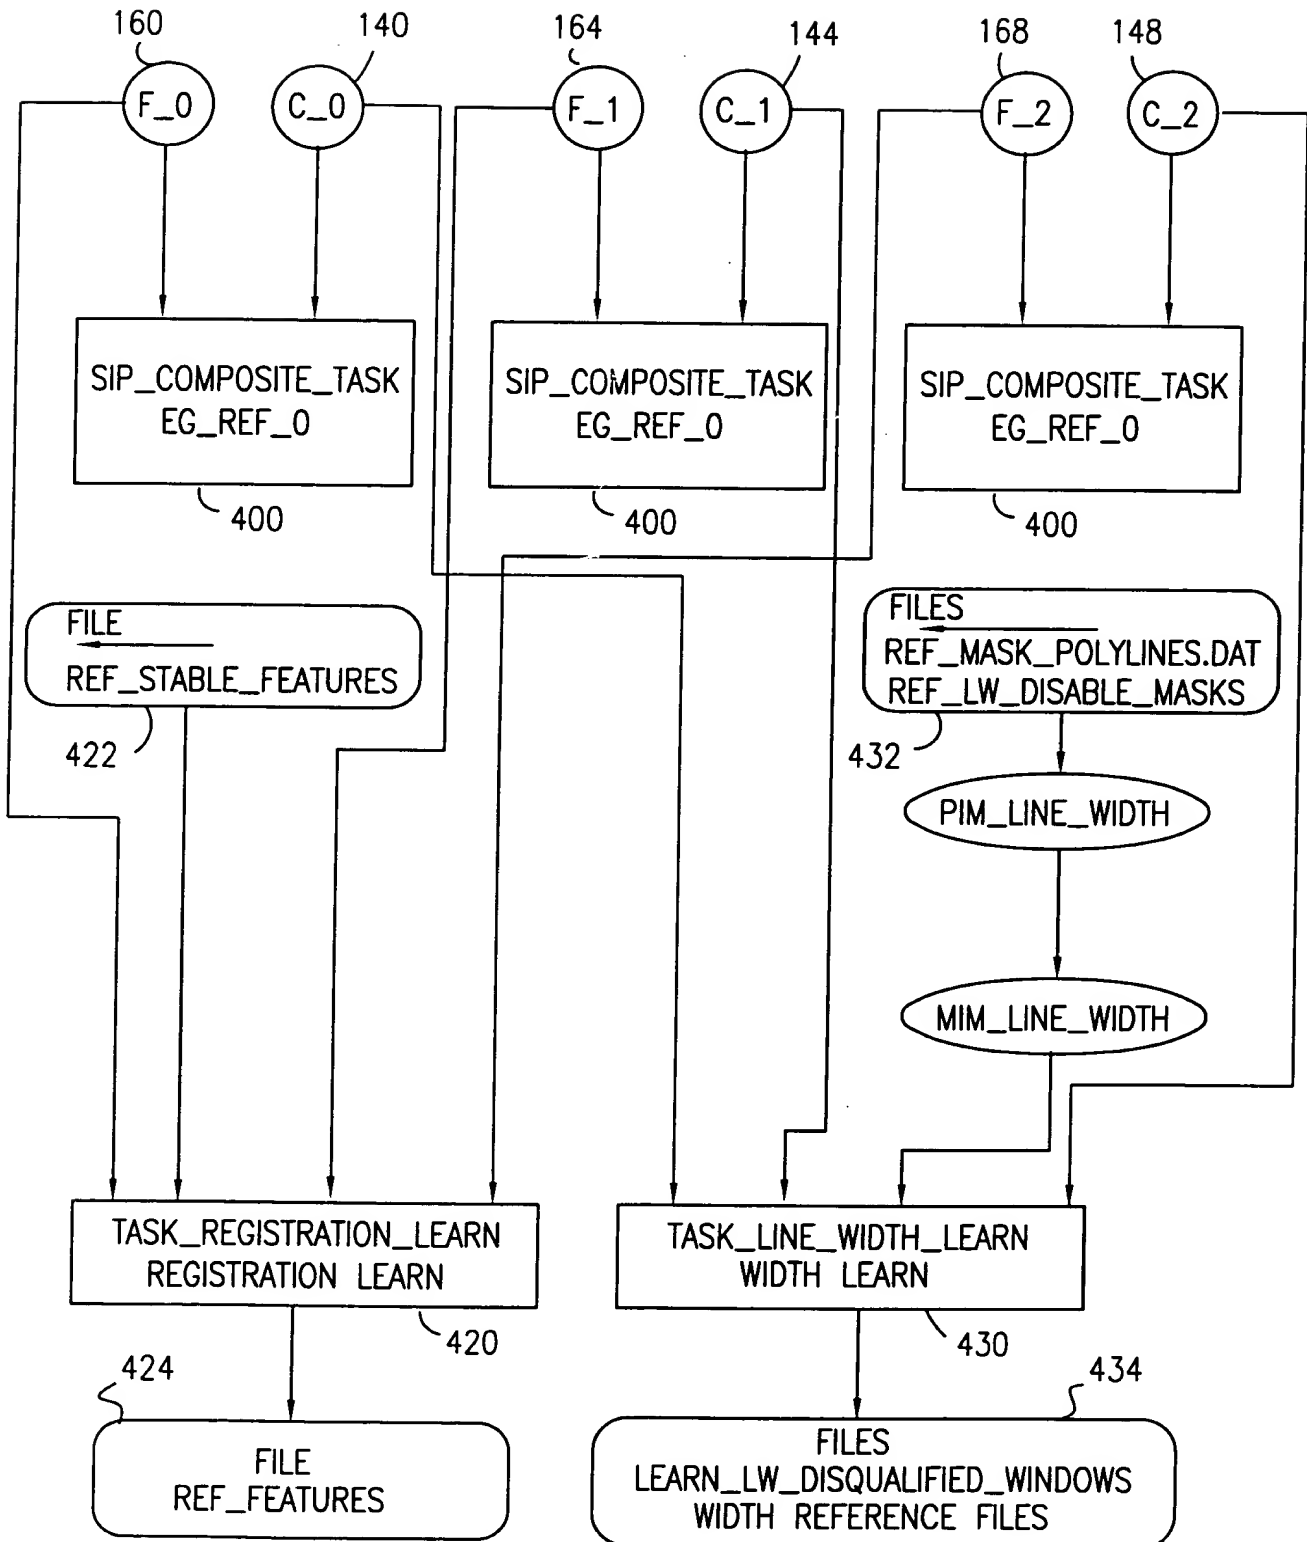 160
140
164
144
168
148
F_0
C_0
F_1
C_1
F_2
C_2
SIP_COMPOSITE_TASK
EG_REF_0
400
SIP_COMPOSITE_TASK
EG_REF_0
400
SIP_COMPOSITE_TASK
EG_REF_0
400
FILE
REF_STABLE_FEATURES
422
FILES
REF_MASK_POLYLINES.DAT
REF_LW_DISABLE_MASKS
432
PIM_LINE_WIDTH
MIM_LINE_WIDTH
TASK_REGISTRATION_LEARN
REGISTRATION LEARN
420
TASK_LINE_WIDTH_LEARN
WIDTH LEARN
430
424
FILE
REF_FEATURES
434
FILES
LEARN_LW_DISQUALIFIED_WINDOWS
WIDTH REFERENCE FILES